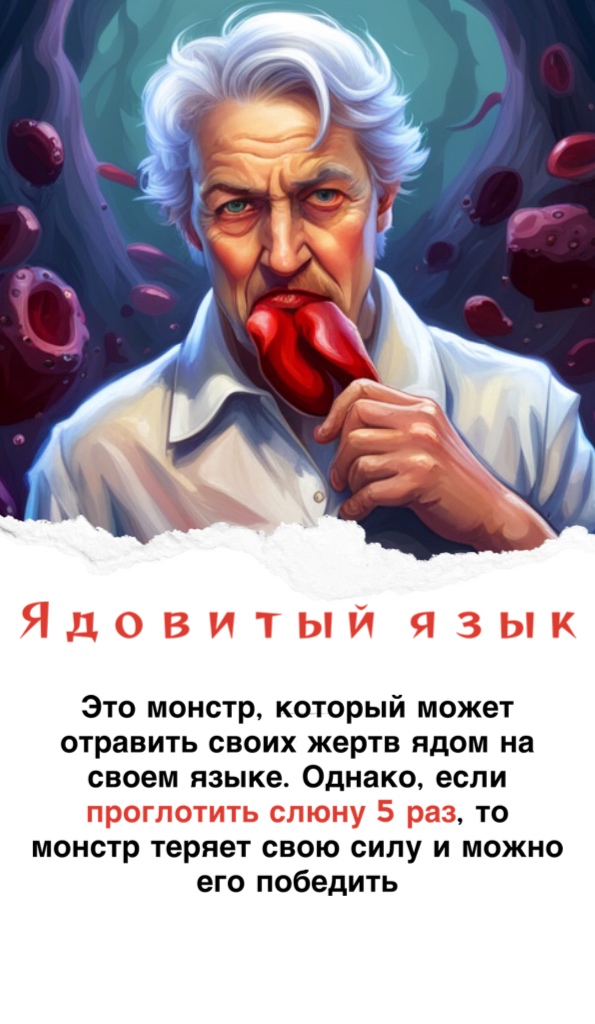 Ядовитый язык
Это монстр, который может
отравить своих жертв ядом на
своем языке. Однако, если
проглотить слюну 5 раз, то
монстр теряет свою силу и можно
его победить